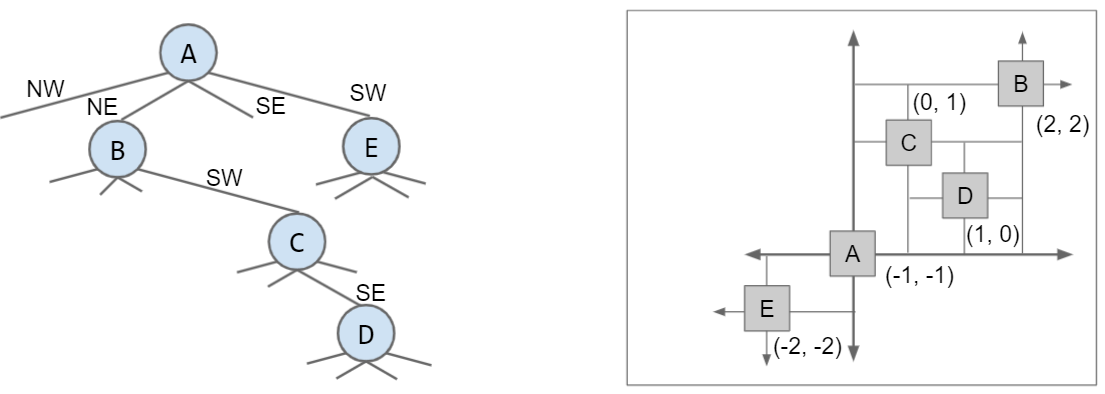 A
NW
NE
SE
SW
B
E
SW
C
SE
D
B
(0, 1)
(2, 2)
C
D
(1, 0)
A
(-1, -1)
E
(-2, -2)